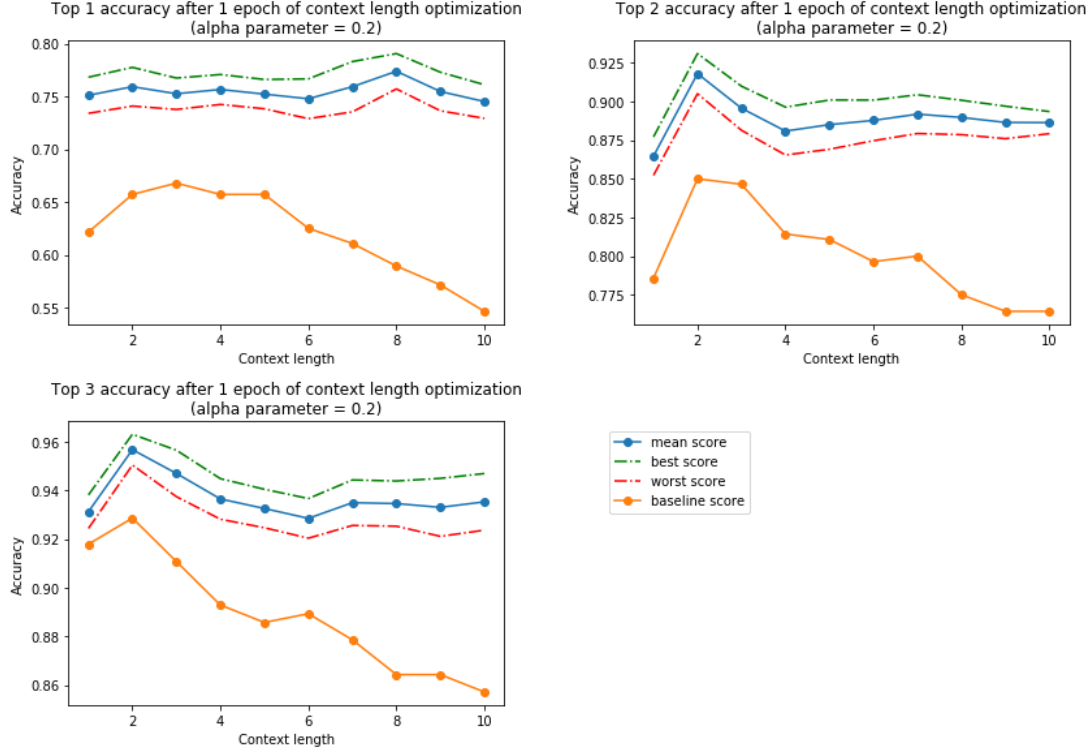 Top 1 accuracy after 1 epoch of context length optimization
(alpha parameter = 0.2)
0.80
0.75
0.70
0.65
0.60
0.55
Accuracy
2 4 6 8 10
Context length
Top 2 accuracy after 1 epoch of context length optimization
(alpha parameter = 0.2)
0.925
0.900
0.875
0.850
0.825
0.800
0.775
Accuracy
2 4 6 8 10
Context length
Top 3 accuracy after 1 epoch of context length optimization
(alpha parameter = 0.2)
0.96
0.94
0.92
0.90
0.88
0.86
Accuracy
2 4 6 8 10
Context length
mean score
best score
worst score
baseline score